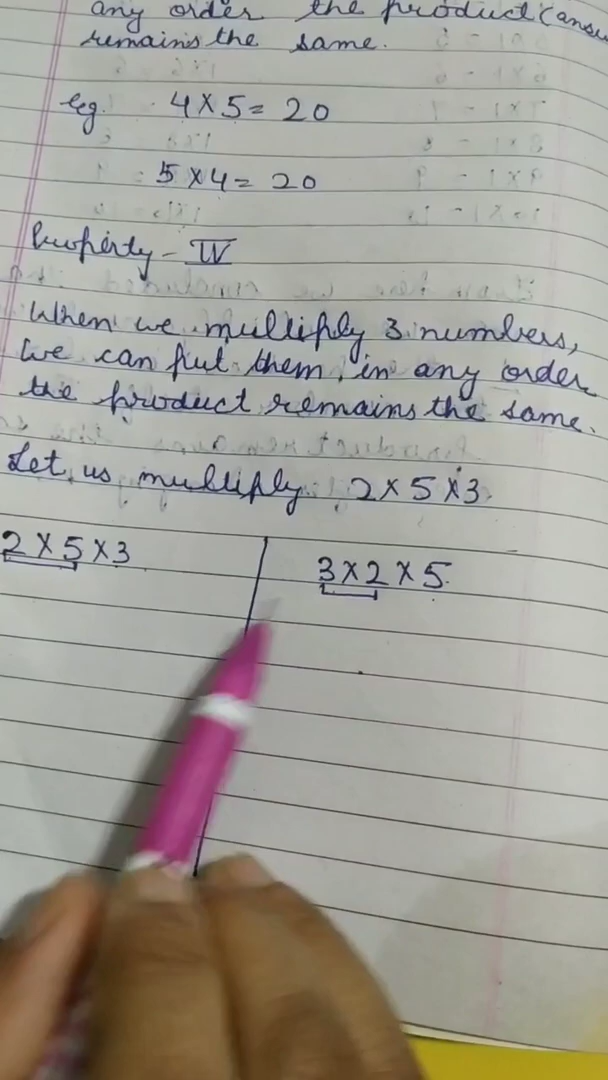 any order the product (answ
remains the same.
eg. 4 × 5 = 20
5 × 4 = 20
Property - IV
When we multiply 3 numbers,
we can put them in any order
the product remains the same.
Let us multiply 2 × 5 × 3
2 × 5 × 3
3 × 2 × 5